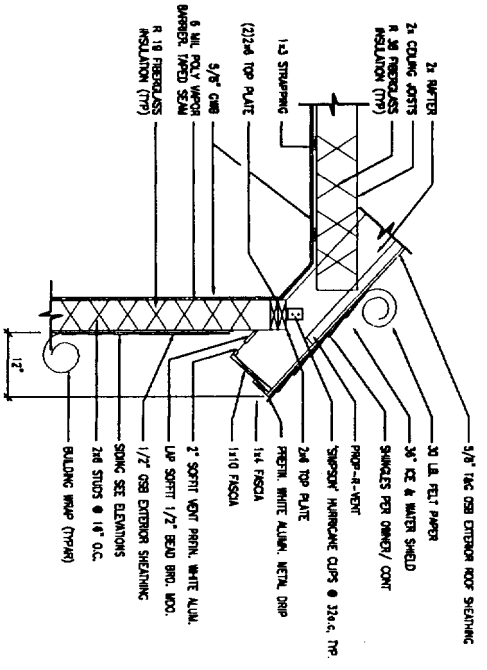 5/8" T&G OSB EXTERIOR ROOF SHEATHING
30 LB. FELT PAPER
36" ICE & WATER SHIELD
SHINGLES PER OWNER/ CONT
PROP-R-VENT
'SIMPSON' HURRICANE CLIPS @ 32o.c. TYP.
2x6 TOP PLATE
PREFIN. WHITE ALUMN. METAL DRIP
1x4 FASCIA
1x10 FASCIA
2" SOFFIT VENT PRFIN. WHITE ALUM.
LAP SOFFIT 1/2" BEAD BRD. WOO.
1/2" OSB EXTERIOR SHEATHING
SIDING SEE ELEVATIONS
2x6 STUDS @ 16" O.C.
BUILDING WRAP (TYPAR)
2x RAFTER
2x CEILING JOISTS
R 38 FIBERGLASS
INSULATION (TYP)
1x3 STRAPPING
(2)2x6 TOP PLATE
5/8" GWB
6 MIL POLY VAPOR
BARRIER, TAPED SEAM
R 19 FIBERGLASS
INSULATION (TYP)
12"